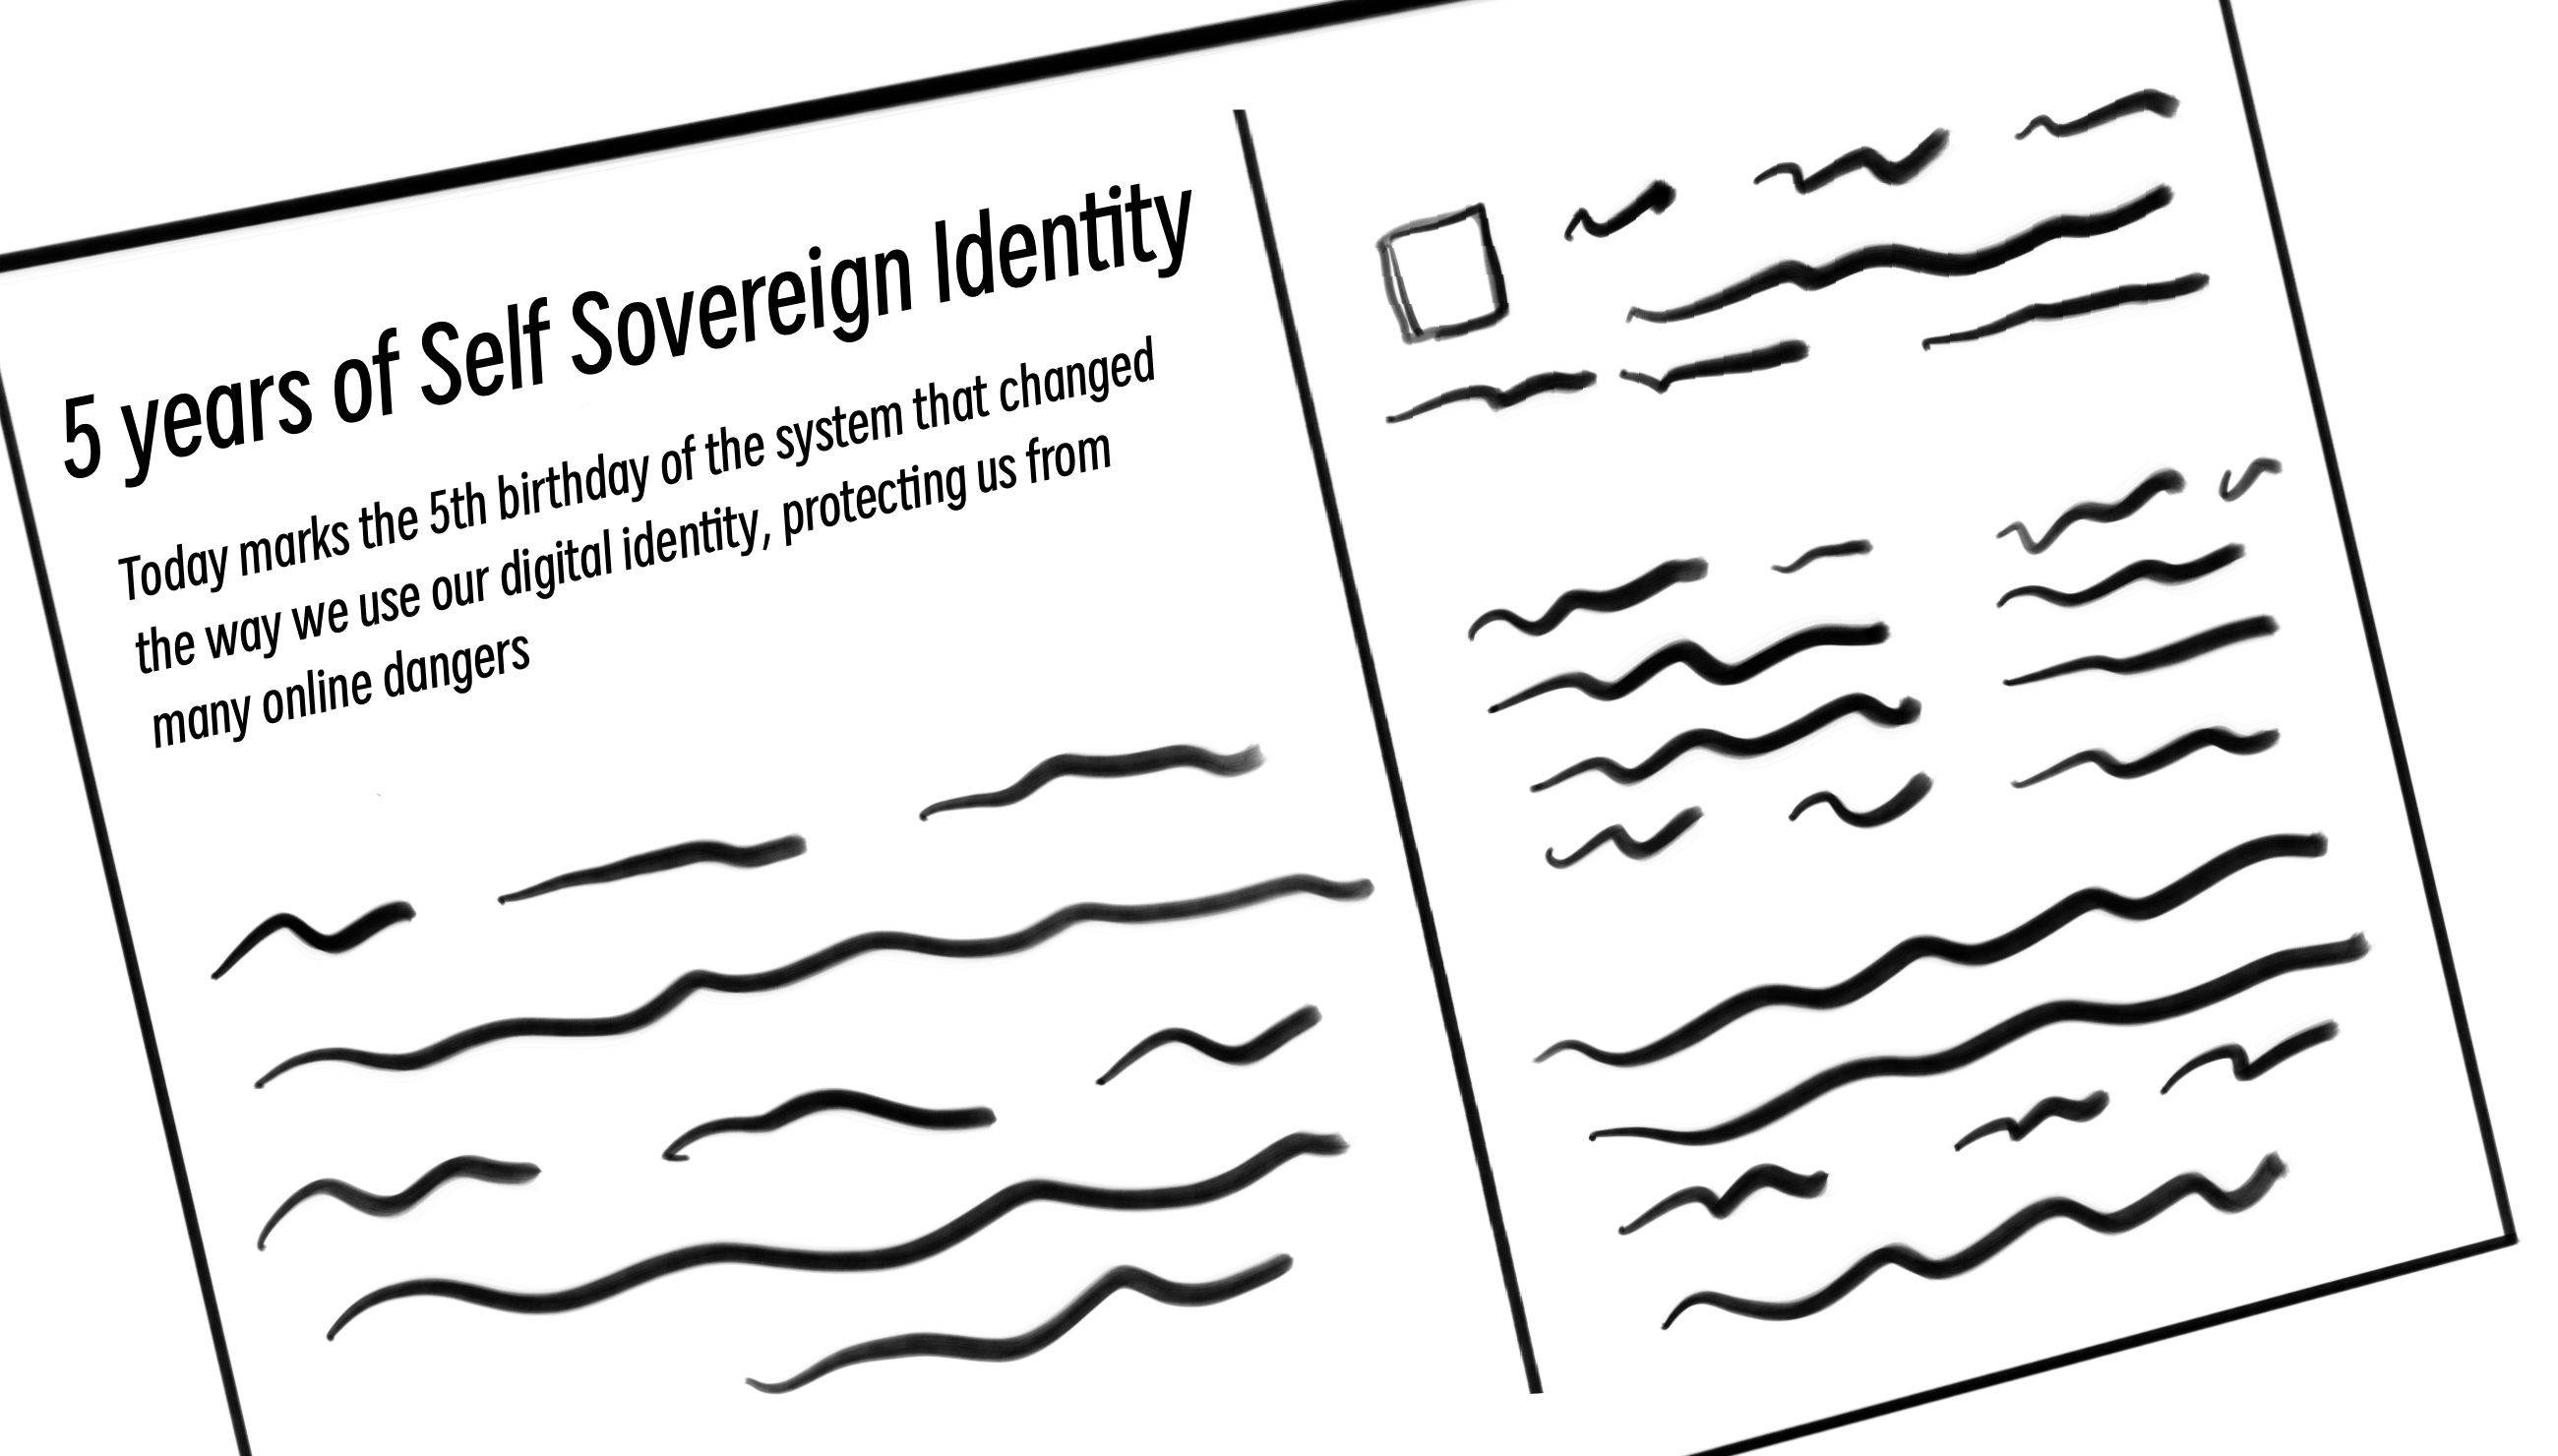 5 years of Self Sovereign Identity
Today marks the 5th birthday of the system that changed
the way we use our digital identity, protecting us from
many online dangers